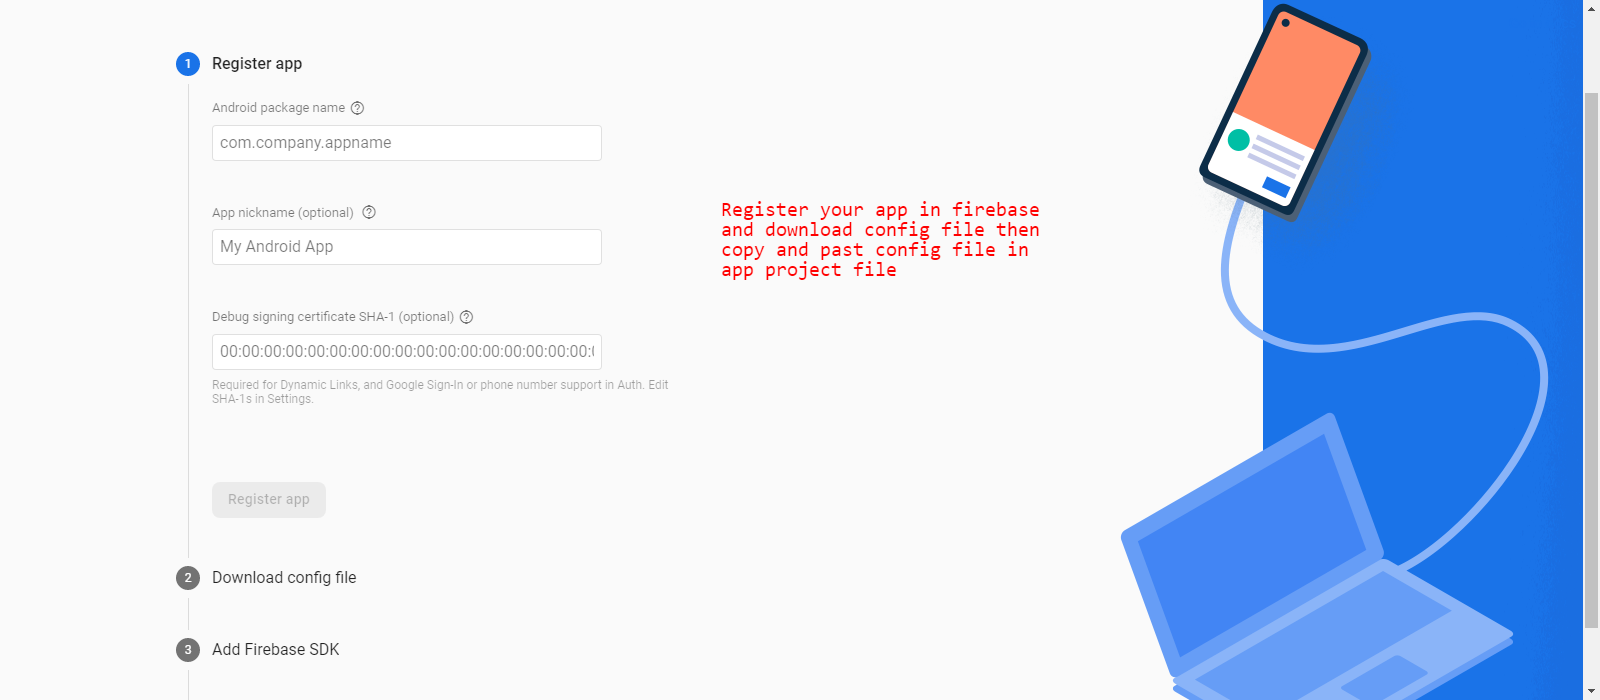 1 Register app
Android package name ?
com.company.appname
App nickname (optional) ?
My Android App
Register your app in firebase
and download config file then
copy and past config file in
app project file
Debug signing certificate SHA-1 (optional) ?
00:00:00:00:00:00:00:00:00:00:00:00:00:00:00:00:00:
Required for Dynamic Links, and Google Sign-In or phone number support in Auth. Edit
SHA-1s in Settings.
Register app
2 Download config file
3 Add Firebase SDK